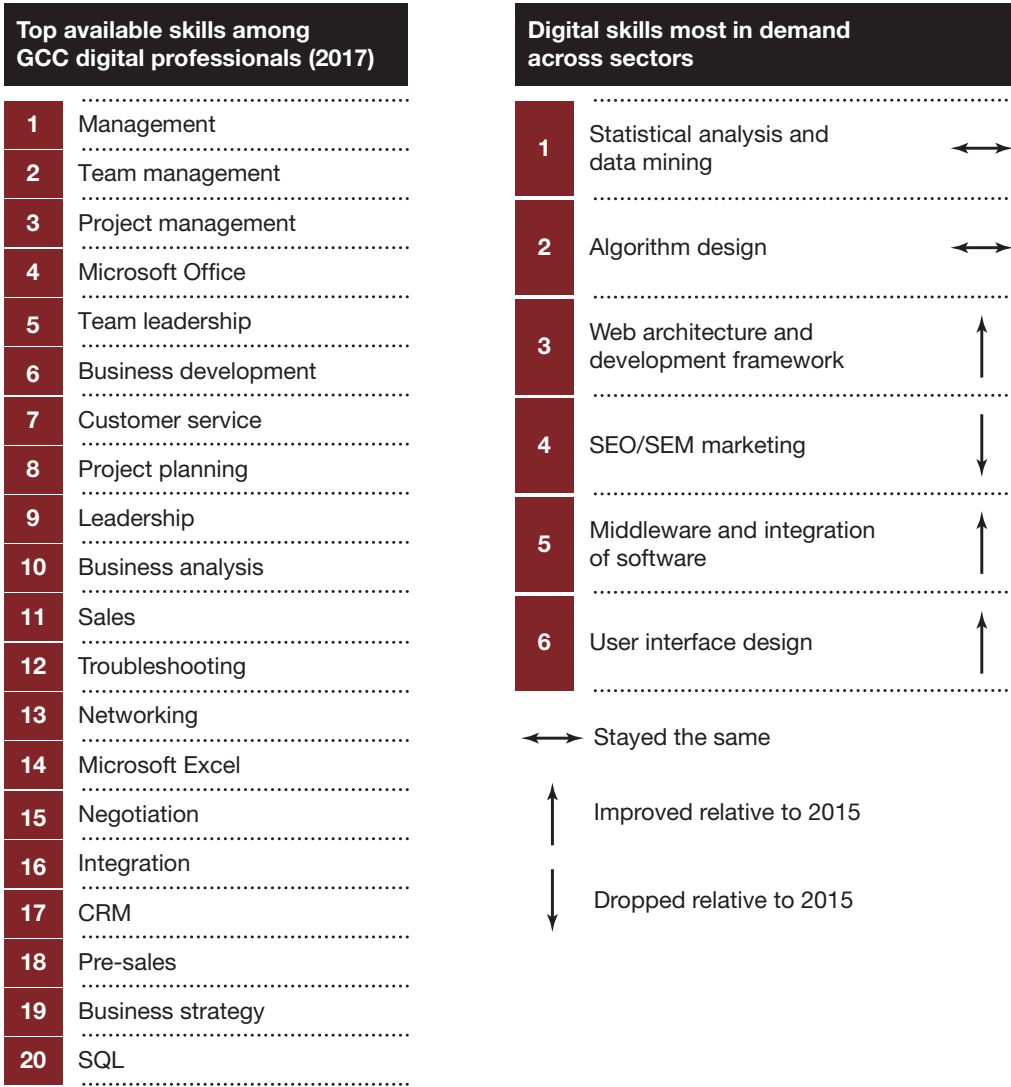 Top available skills among
GCC digital professionals (2017)
1 Management
2 Team management
3 Project management
4 Microsoft Office
5 Team leadership
6 Business development
7 Customer service
8 Project planning
9 Leadership
10 Business analysis
11 Sales
12 Troubleshooting
13 Networking
14 Microsoft Excel
15 Negotiation
16 Integration
17 CRM
18 Pre-sales
19 Business strategy
20 SQL
Digital skills most in demand
across sectors
1 Statistical analysis and
data mining
2 Algorithm design
3 Web architecture and
development framework
4 SEO/SEM marketing
5 Middleware and integration
of software
6 User interface design
Stayed the same
Improved relative to 2015
Dropped relative to 2015